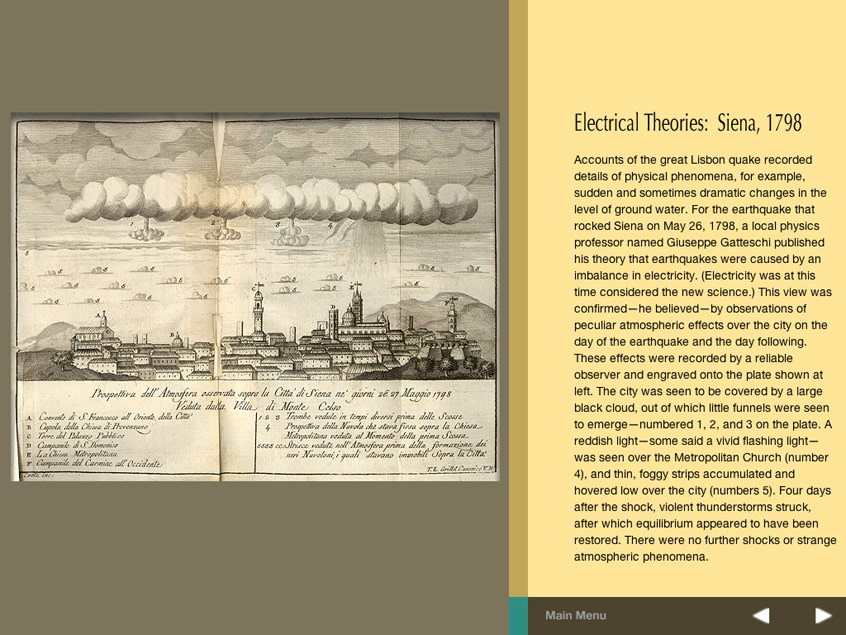 Prospettiva dell'Atmosfera osservata sopra la Città di Siena ne' giorni 26. 27. Maggio 1798
Veduta dalla Villa di Monte Celso
A Convento di S. Francesco all'Oriente della Città
B Cupola della Chiesa di Provenzano
C Torre del Palazzo Pubblico
D Campanile di S. Domenico
E La Chiesa Metropolitana
F Campanile del Carmine all'Occidente
1 2 3 Trombe vedute in tempi diversi prima delle Scosse
4 Prospettiva della Nuvola che stava fissa sopra la Chiesa
Metropolitana veduta al Momento della prima Scossa
5555 Strisce vedute nell'Atmosfera prima della formazione dei
neri Nuvoloni, i quali stavano immobili Sopra la Città
Electrical Theories: Siena, 1798
Accounts of the great Lisbon quake recorded
details of physical phenomena, for example,
sudden and sometimes dramatic changes in the
level of ground water. For the earthquake that
rocked Siena on May 26, 1798, a local physics
professor named Giuseppe Gatteschi published
his theory that earthquakes were caused by an
imbalance in electricity. (Electricity was at this
time considered the new science.) This view was
confirmed—he believed—by observations of
peculiar atmospheric effects over the city on the
day of the earthquake and the day following.
These effects were recorded by a reliable
observer and engraved onto the plate shown at
left. The city was seen to be covered by a large
black cloud, out of which little funnels were seen
to emerge—numbered 1, 2, and 3 on the plate. A
reddish light—some said a vivid flashing light—
was seen over the Metropolitan Church (number
4), and thin, foggy strips accumulated and
hovered low over the city (numbers 5). Four days
after the shock, violent thunderstorms struck,
after which equilibrium appeared to have been
restored. There were no further shocks or strange
atmospheric phenomena.
Main Menu